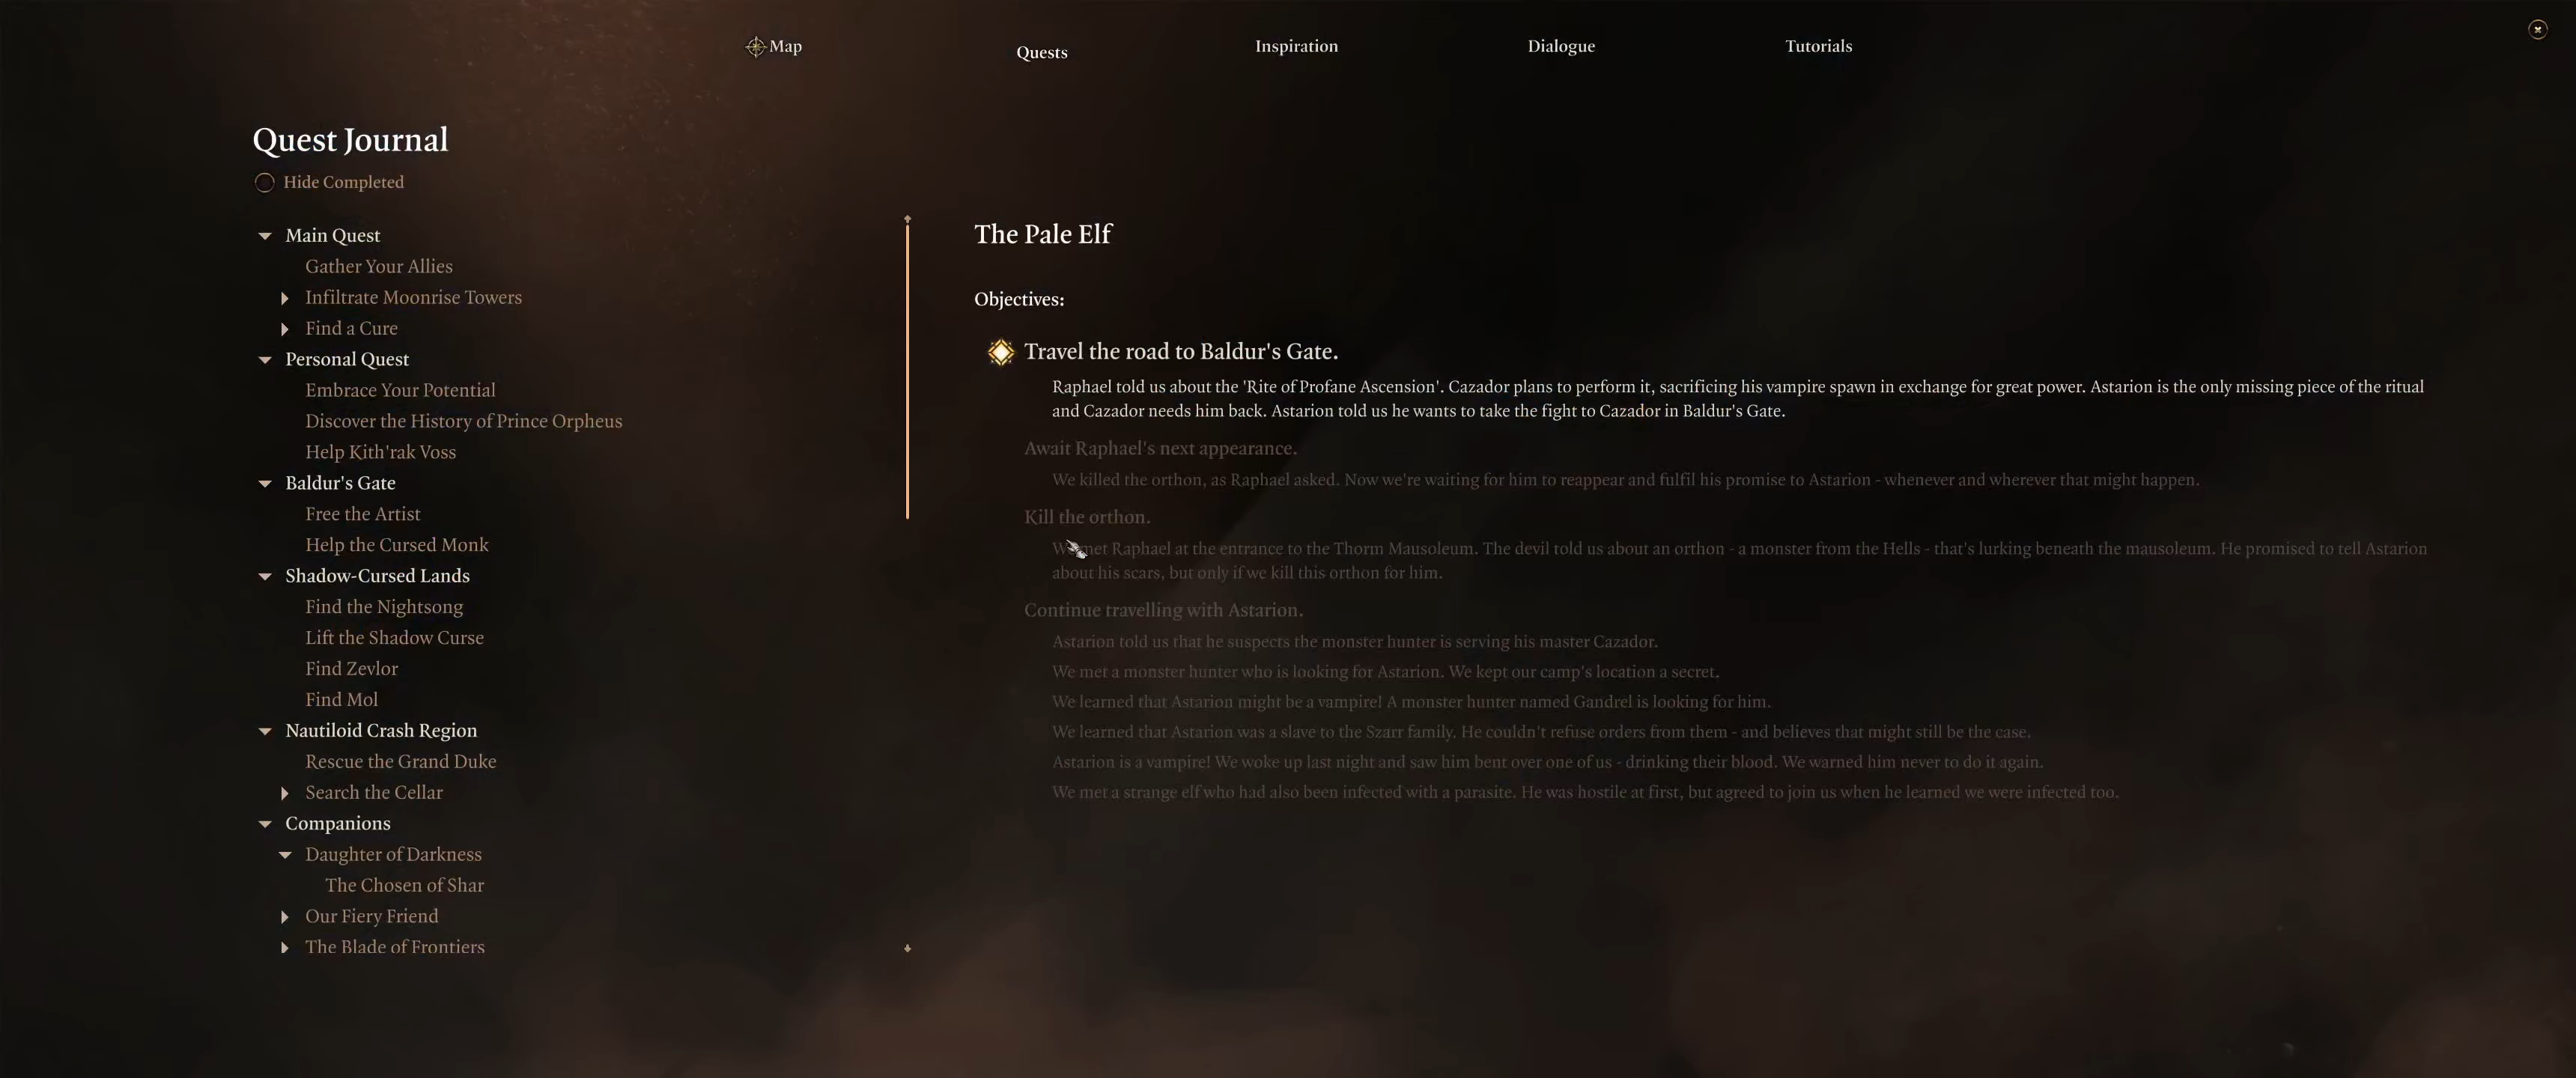 Map
Quests
Inspiration
Dialogue
Tutorials
Quest Journal
Hide Completed
Main Quest
Gather Your Allies
Infiltrate Moonrise Towers
Find a Cure
Personal Quest
Embrace Your Potential
Discover the History of Prince Orpheus
Help Kith'rak Voss
Baldur's Gate
Free the Artist
Help the Cursed Monk
Shadow-Cursed Lands
Find the Nightsong
Lift the Shadow Curse
Find Zevlor
Find Mol
Nautiloid Crash Region
Rescue the Grand Duke
Search the Cellar
Companions
Daughter of Darkness
The Chosen of Shar
Our Fiery Friend
The Blade of Frontiers
The Pale Elf
Objectives:
Travel the road to Baldur's Gate.
Raphael told us about the 'Rite of Profane Ascension'. Cazador plans to perform it, sacrificing his vampire spawn in exchange for great power. Astarion is the only missing piece of the ritual
and Cazador needs him back. Astarion told us he wants to take the fight to Cazador in Baldur's Gate.
Await Raphael's next appearance.
We killed the orthon, as Raphael asked. Now we're waiting for him to reappear and fulfil his promise to Astarion - whenever and wherever that might happen.
Kill the orthon.
We met Raphael at the entrance to the Thorm Mausoleum. The devil told us about an orthon - a monster from the Hells - that's lurking beneath the mausoleum. He promised to tell Astarion
about his scars, but only if we kill this orthon for him.
Continue travelling with Astarion.
Astarion told us that he suspects the monster hunter is serving his master Cazador.
We met a monster hunter who is looking for Astarion. We kept our camp's location a secret.
We learned that Astarion might be a vampire! A monster hunter named Gandrel is looking for him.
We learned that Astarion was a slave to the Szarr family. He couldn't refuse orders from them - and believes that might still be the case.
Astarion is a vampire! We woke up last night and saw him bent over one of us - drinking their blood. We warned him never to do it again.
We met a strange elf who had also been infected with a parasite. He was hostile at first, but agreed to join us when he learned we were infected too.